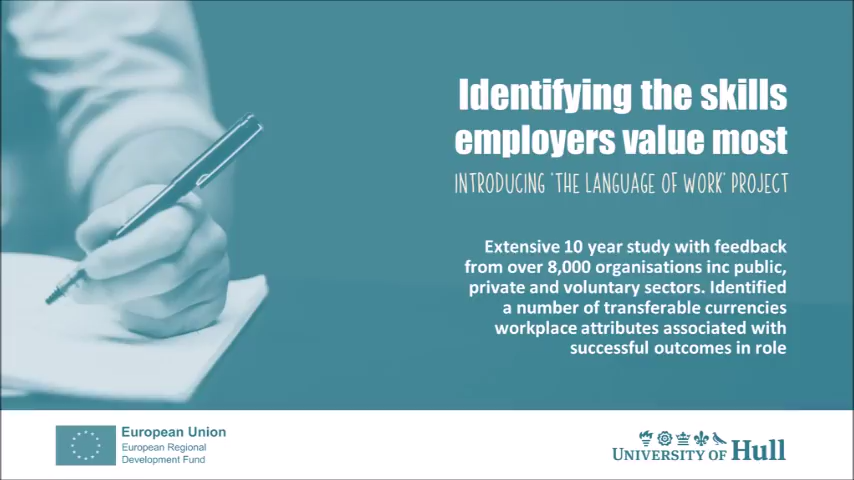 Identifying the skills
employers value most
INTRODUCING 'THE LANGUAGE OF WORK' PROJECT
Extensive 10 year study with feedback
from over 8,000 organisations inc public,
private and voluntary sectors. Identified
a number of transferable currencies
workplace attributes associated with
successful outcomes in role
European Union
European Regional
Development Fund
UNIVERSITY OF Hull